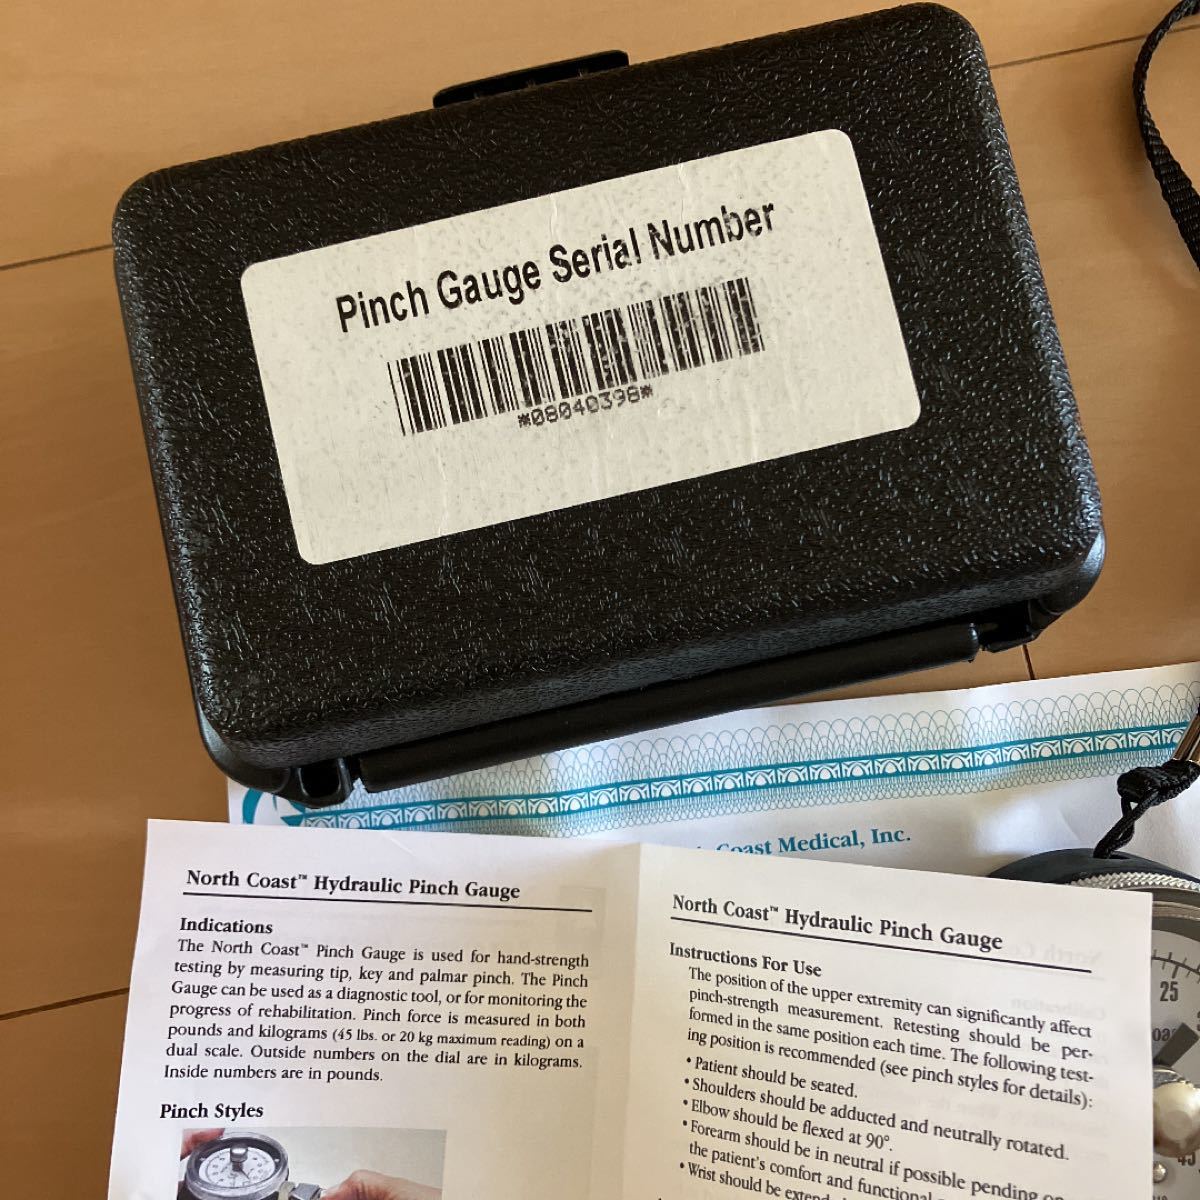 Pinch Gauge Serial Number
*08040398*
Coast Medical, Inc.
North Coast™ Hydraulic Pinch Gauge
Indications
The North Coast™ Pinch Gauge is used for hand-strength
testing by measuring tip, key and palmar pinch. The Pinch
Gauge can be used as a diagnostic tool, or for monitoring the
progress of rehabilitation. Pinch force is measured in both
pounds and kilograms (45 lbs. or 20 kg maximum reading) on a
dual scale. Outside numbers on the dial are in kilograms.
Inside numbers are in pounds.
Pinch Styles
North Coast™ Hydraulic Pinch Gauge
Instructions For Use
The position of the upper extremity can significantly affect
pinch-strength measurement. Retesting should be per-
formed in the same position each time. The following test-
ing position is recommended (see pinch styles for details):
• Patient should be seated.
• Shoulders should be adducted and neutrally rotated.
• Elbow should be flexed at 90°.
• Forearm should be in neutral if possible pending on
the patient's comfort and functional
• Wrist should be
25
45